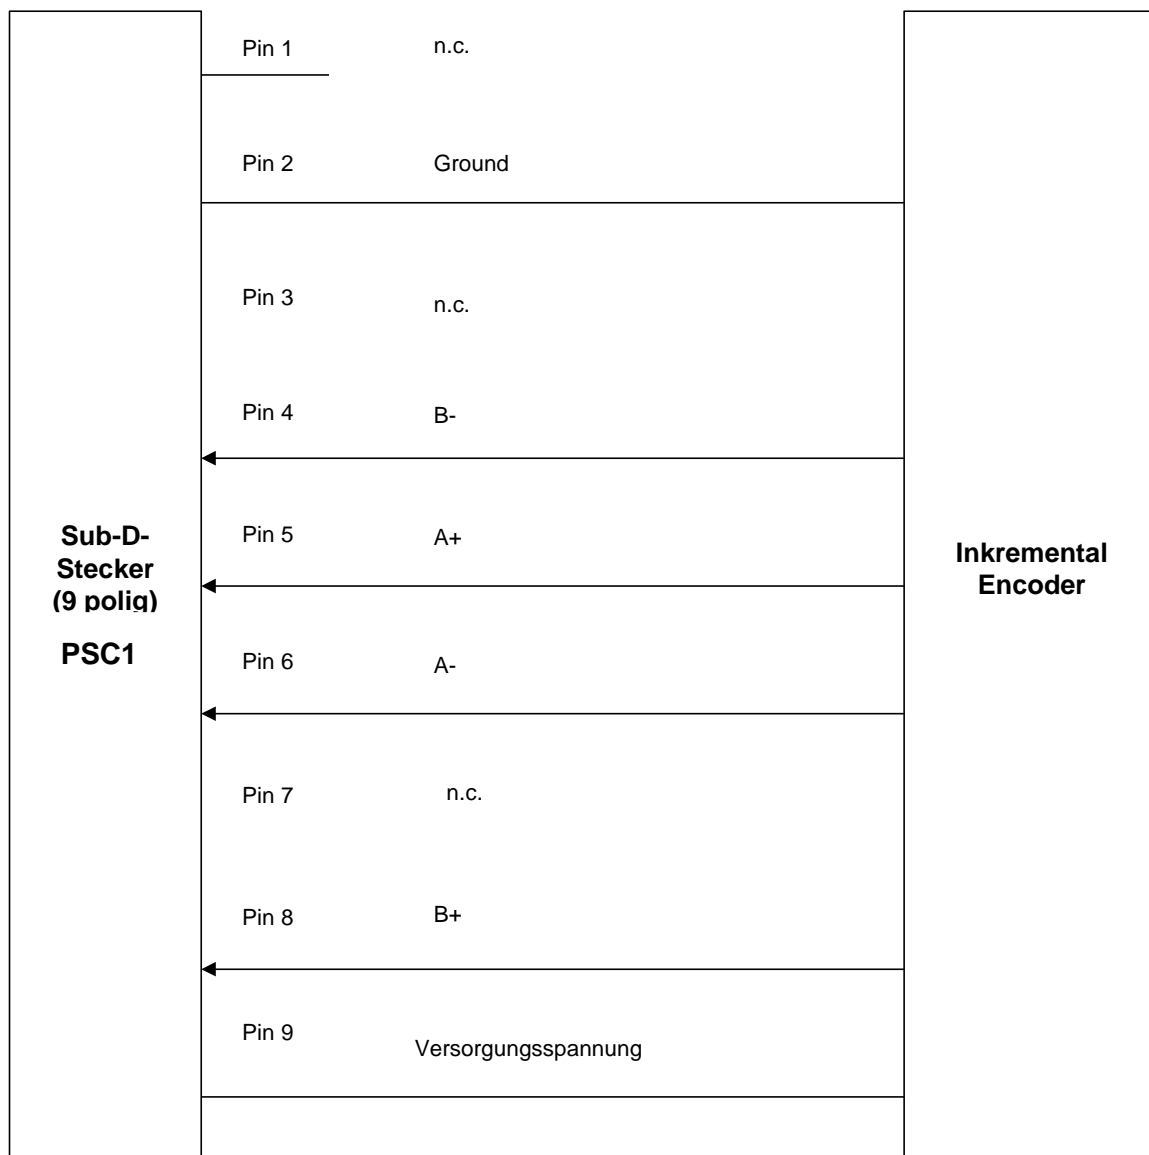 Pin 1 n.c.
Pin 2 Ground
Pin 3 n.c.
Pin 4 B-
Pin 5 A+
Pin 6 A-
Pin 7 n.c.
Pin 8 B+
Pin 9 Versorgungsspannung
Sub-D-
Stecker
(9 polig)
PSC1
Inkremental
Encoder